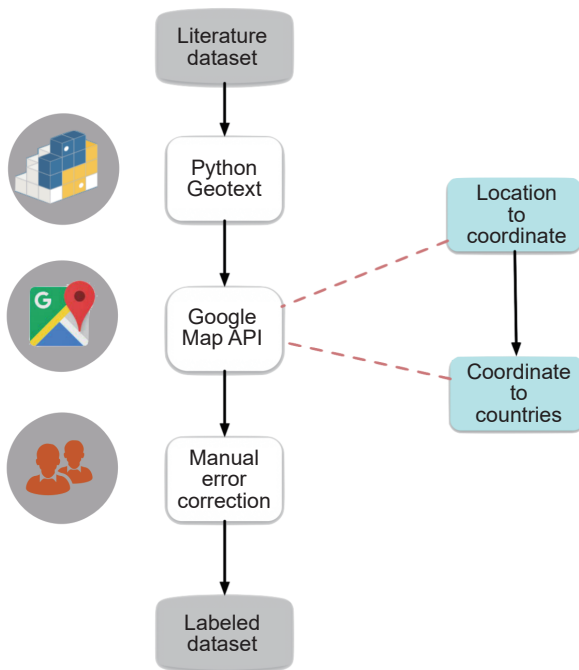 Literature
dataset
Python
Geotext
Location
to
coordinate
G
Google
Map API
Coordinate
to
countries
Manual
error
correction
Labeled
dataset